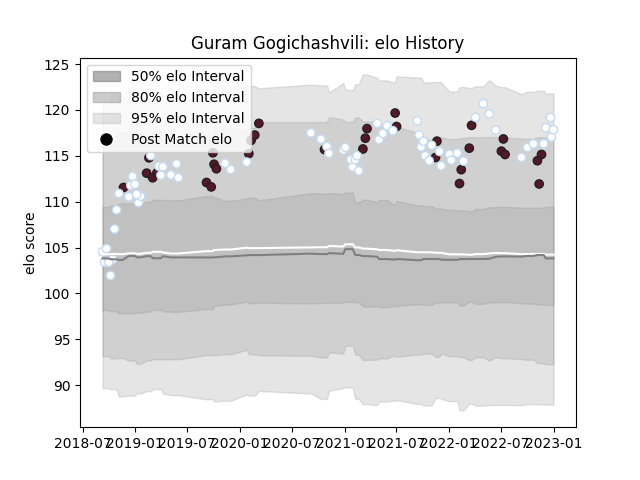 Guram Gogichashvili: elo History
50% elo Interval
80% elo Interval
95% elo Interval
Post Match elo
elo score
125
120
115
110
105
100
95
90
2018-07 2019-01 2019-07 2020-01 2020-07 2021-01 2021-07 2022-01 2022-07 2023-01